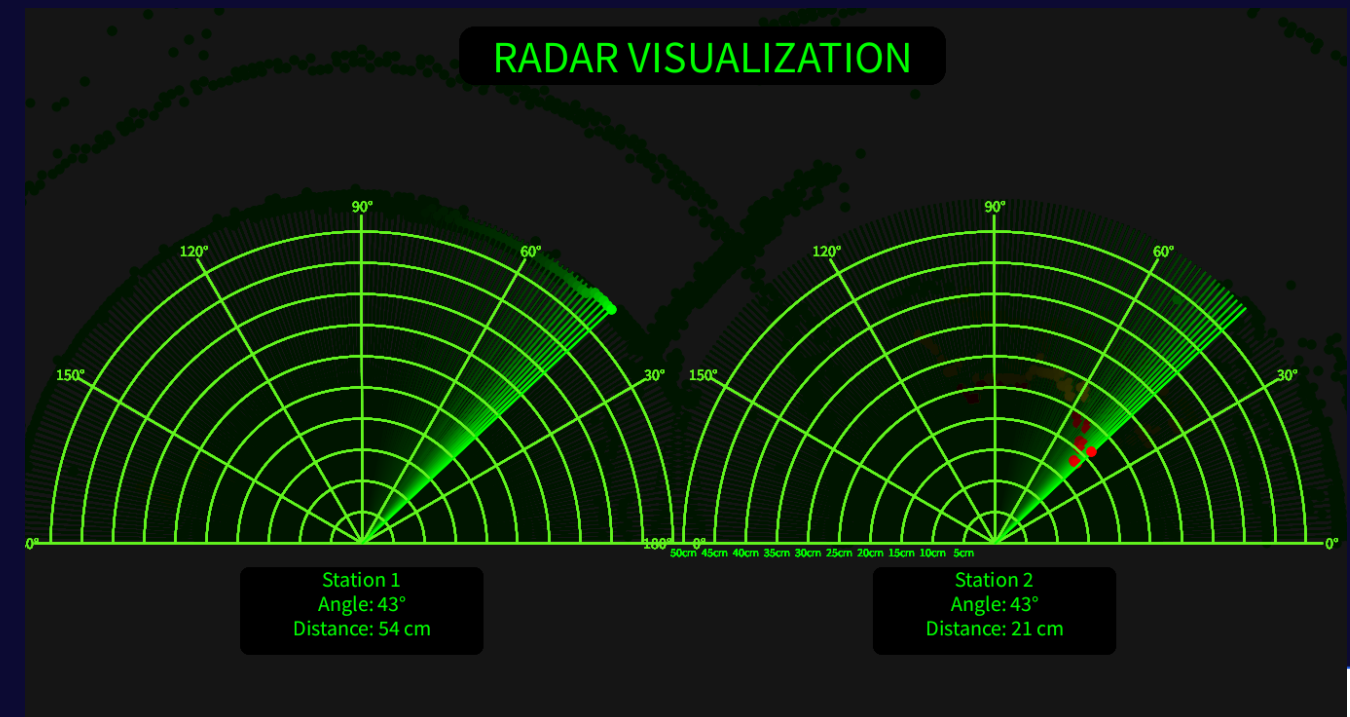 RADAR VISUALIZATION
90°
90°
120°
60°
120°
60°
150°
30°
150°
30°
0°
180°
0°
0°
50cm 45cm 40cm 35cm 30cm 25cm 20cm 15cm 10cm 5cm
Station 1
Angle: 43°
Distance: 54 cm
Station 2
Angle: 43°
Distance: 21 cm